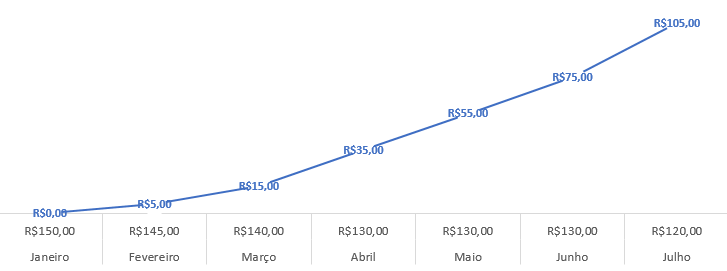 R$105,00
R$75,00
R$55,00
R$35,00
R$15,00
R$5,00
R$0,00
R$150,00 R$145,00 R$140,00 R$130,00 R$130,00 R$130,00 R$120,00
Janeiro Fevereiro Março Abril Maio Junho Julho